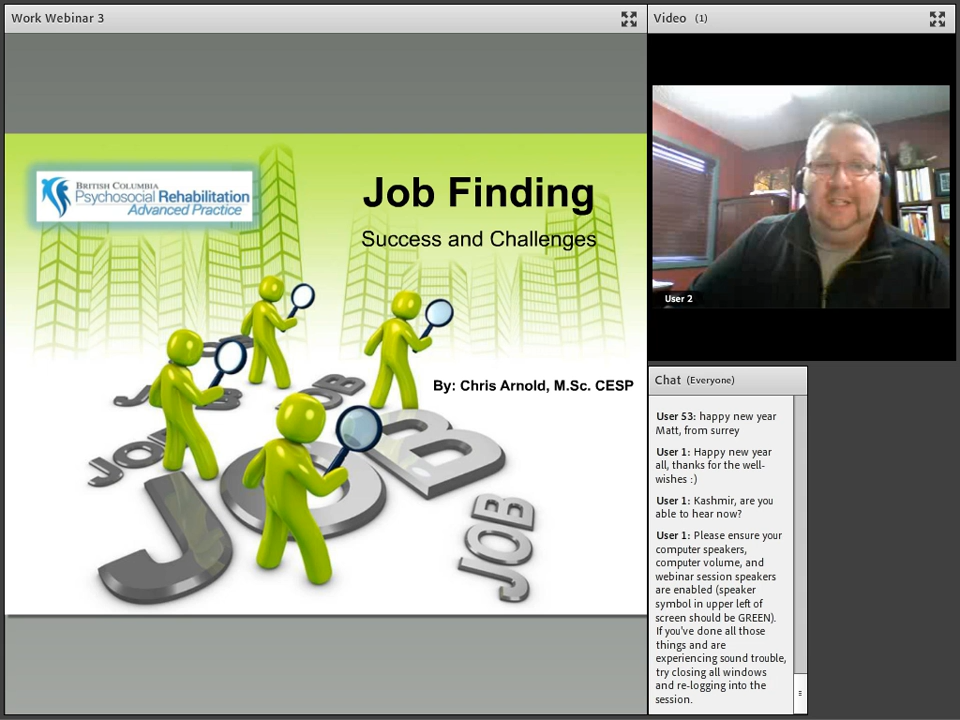 Work Webinar 3
BRITISH COLUMBIA
Psychosocial Rehabilitation
Advanced Practice
Job Finding
Success and Challenges
By: Chris Arnold, M.Sc. CESP
JOB
JOB
JOB
JOB
JOB
Video (1)
User 2
Chat (Everyone)
User 53: happy new year
Matt, from surrey
User 1: Happy new year
all, thanks for the well-
wishes :)
User 1: Kashmir, are you
able to hear now?
User 1: Please ensure your
computer speakers,
computer volume, and
webinar session speakers
are enabled (speaker
symbol in upper left of
screen should be GREEN).
If you've done all those
things and are
experiencing sound trouble,
try closing all windows
and re-logging into the
session.